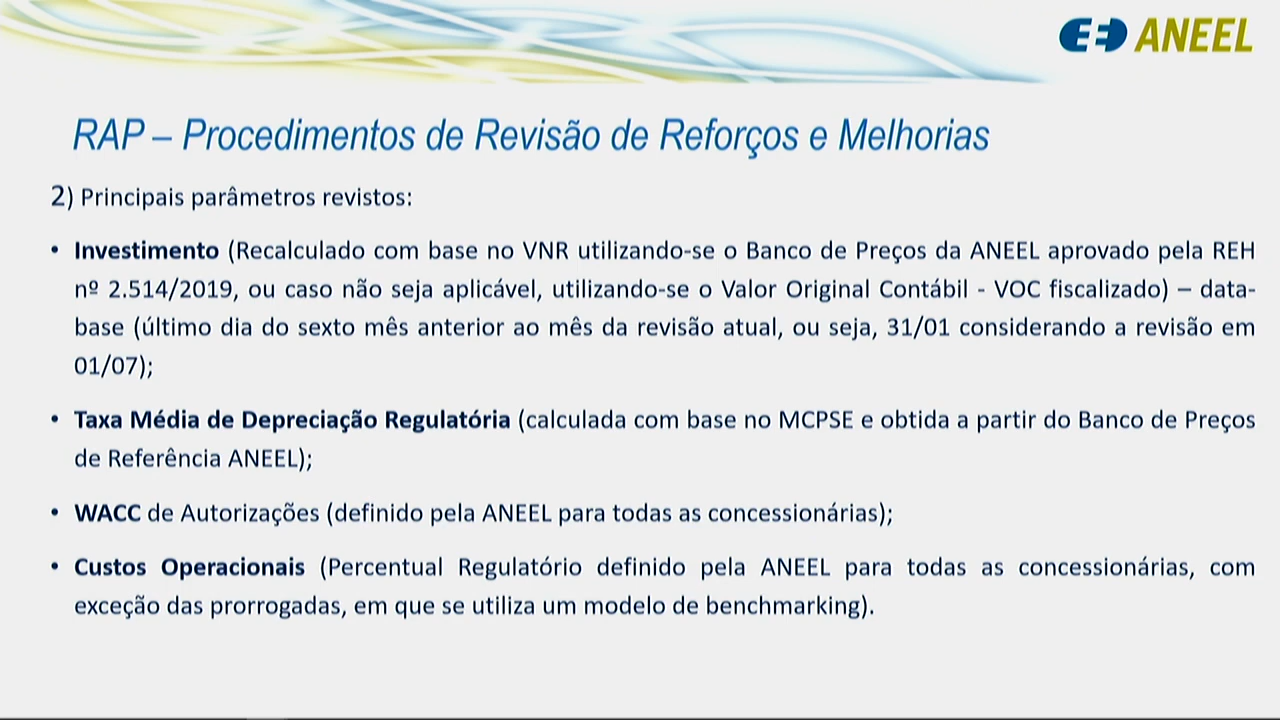 ANEEL
RAP – Procedimentos de Revisão de Reforços e Melhorias
2) Principais parâmetros revistos:
• Investimento (Recalculado com base no VNR utilizando-se o Banco de Preços da ANEEL aprovado pela REH
nº 2.514/2019, ou caso não seja aplicável, utilizando-se o Valor Original Contábil - VOC fiscalizado) – data-
base (último dia do sexto mês anterior ao mês da revisão atual, ou seja, 31/01 considerando a revisão em
01/07);
• Taxa Média de Depreciação Regulatória (calculada com base no MCPSE e obtida a partir do Banco de Preços
de Referência ANEEL);
• WACC de Autorizações (definido pela ANEEL para todas as concessionárias);
• Custos Operacionais (Percentual Regulatório definido pela ANEEL para todas as concessionárias, com
exceção das prorrogadas, em que se utiliza um modelo de benchmarking).